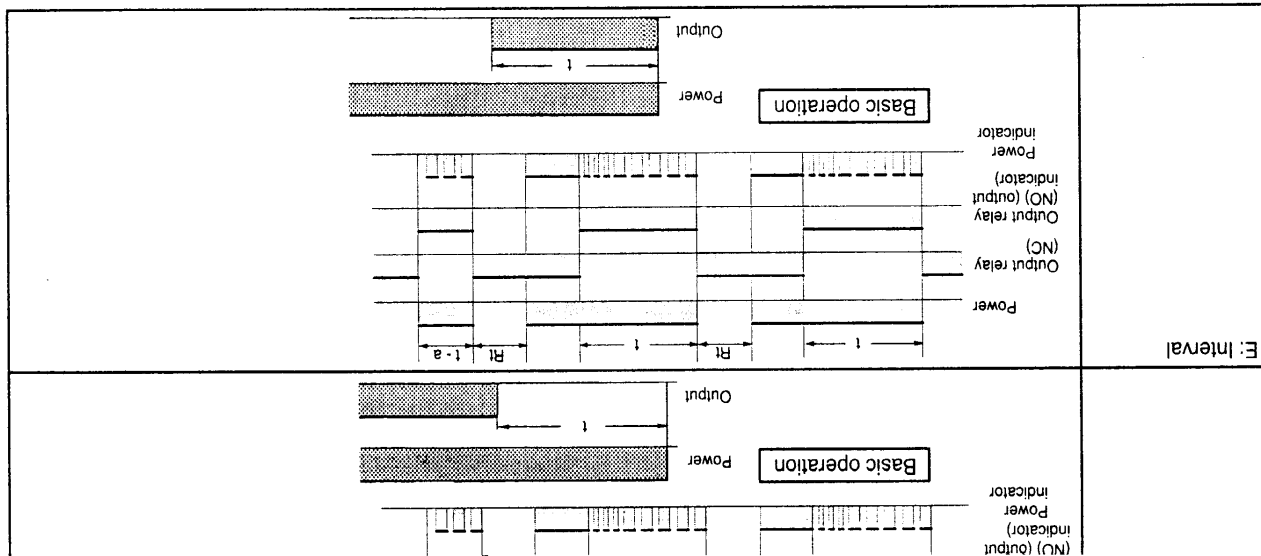 (NO) (output
indicator)
Power
indicator
Basic operation
Power
t
Output
E: Interval
t Rt t Rt t - a
Power
Output relay
(NC)
Output relay
(NO) (output
indicator)
Power
indicator
Basic operation
Power
t
Output